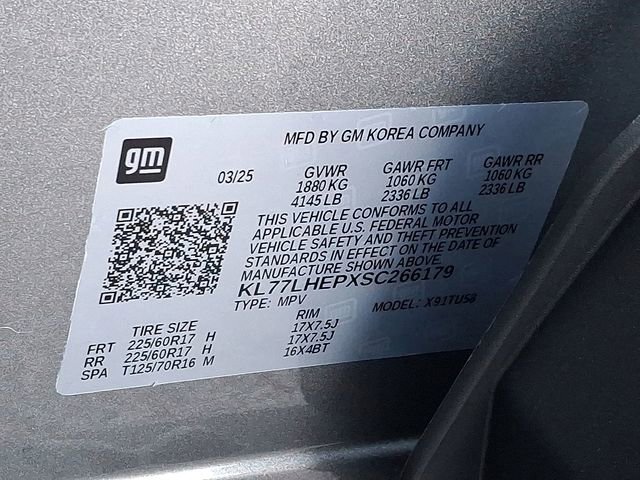 gm
MFD BY GM KOREA COMPANY
03/25 GVWR GAWR FRT GAWR RR
1880 KG 1060 KG 1060 KG
4145 LB 2336 LB 2336 LB
THIS VEHICLE CONFORMS TO ALL
APPLICABLE U.S. FEDERAL MOTOR
VEHICLE SAFETY AND THEFT PREVENTION
STANDARDS IN EFFECT ON THE DATE OF
MANUFACTURE SHOWN ABOVE.
KL77LHEPXSC266179
TYPE: MPV MODEL: X91TU58
TIRE SIZE RIM
FRT 225/60R17 H 17X7.5J
RR 225/60R17 H 17X7.5J
SPA T125/70R16 M 16X4BT